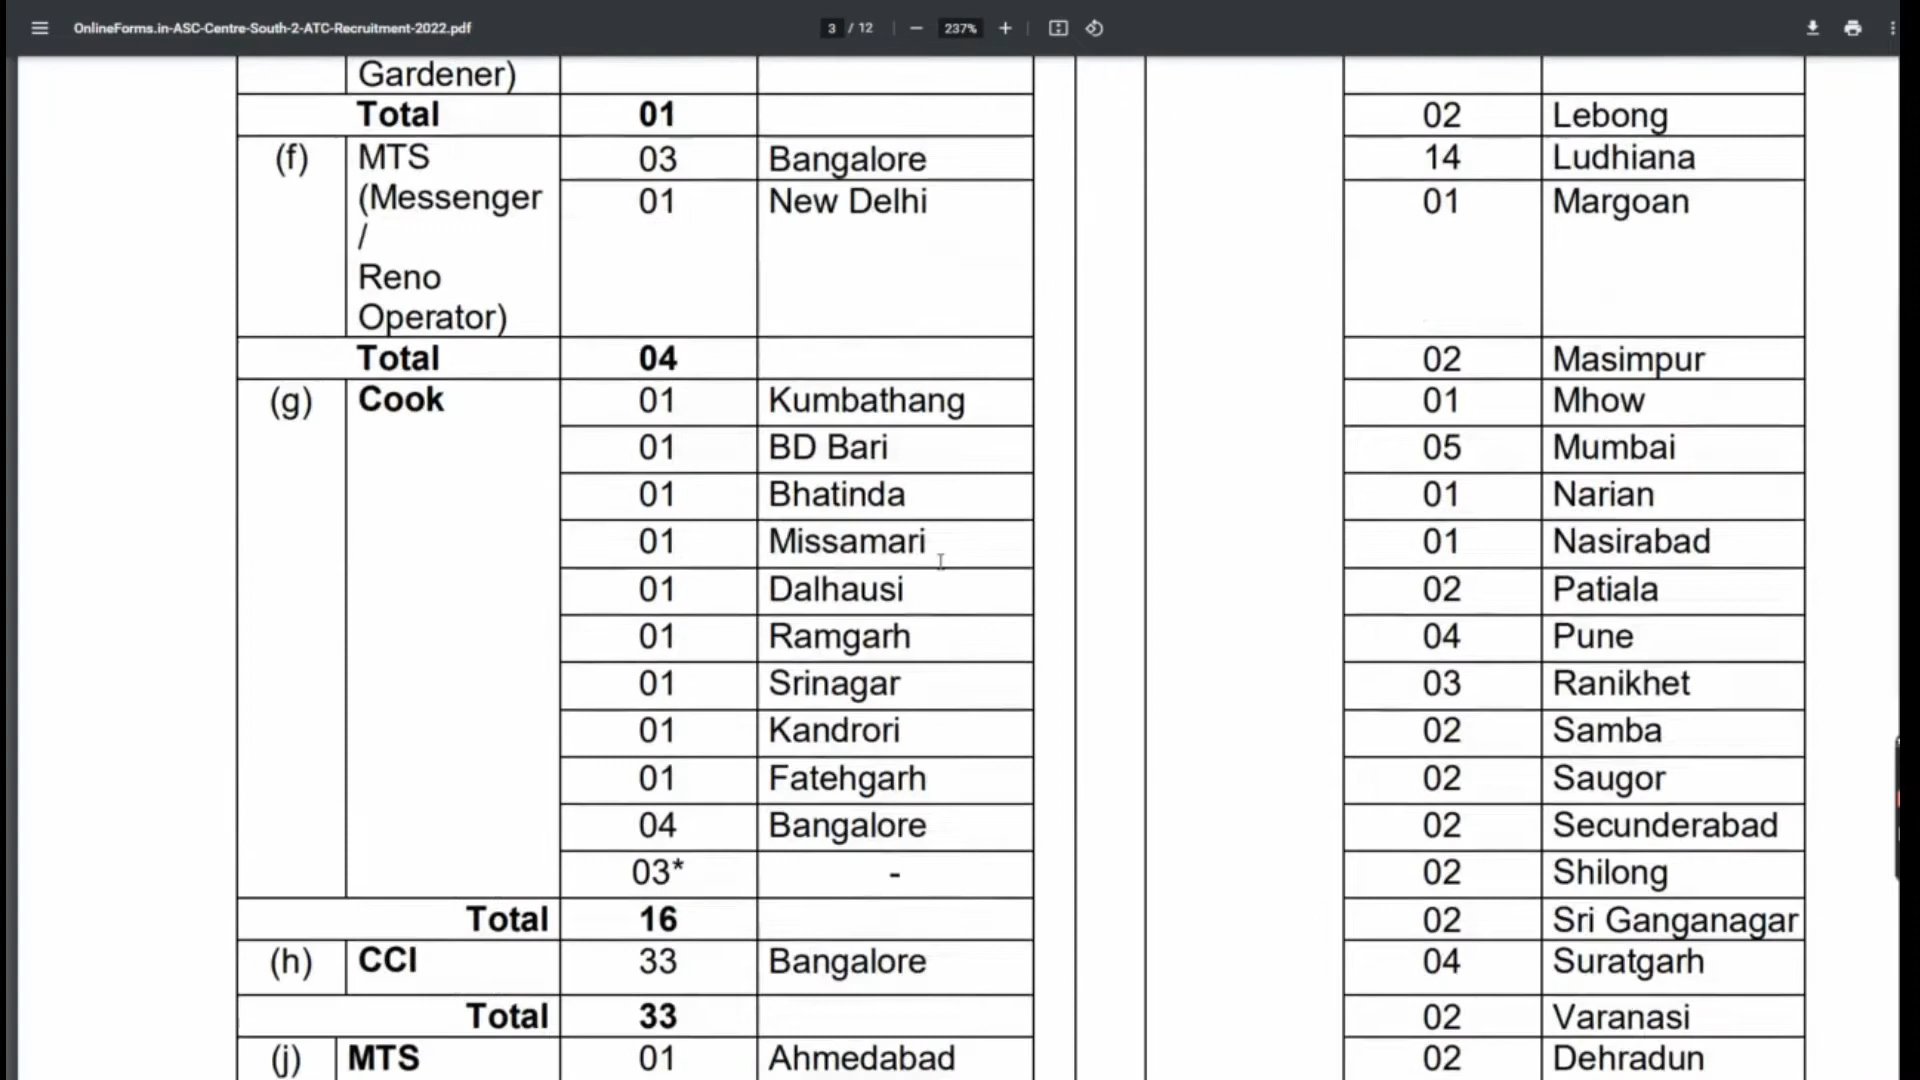 OnlineForms.in-ASC-Centre-South-2-ATC-Recruitment-2022.pdf
3 / 12
237%
Gardener)
Total 01
(f) MTS 03 Bangalore
(Messenger 01 New Delhi
/
Reno
Operator)
Total 04
(g) Cook 01 Kumbathang
01 BD Bari
01 Bhatinda
01 Missamari
01 Dalhausi
01 Ramgarh
01 Srinagar
01 Kandrori
01 Fatehgarh
04 Bangalore
03* -
Total 16
(h) CCI 33 Bangalore
Total 33
(j) MTS 01 Ahmedabad
02 Lebong
14 Ludhiana
01 Margoan
02 Masimpur
01 Mhow
05 Mumbai
01 Narian
01 Nasirabad
02 Patiala
04 Pune
03 Ranikhet
02 Samba
02 Saugor
02 Secunderabad
02 Shilong
02 Sri Ganganagar
04 Suratgarh
02 Varanasi
02 Dehradun